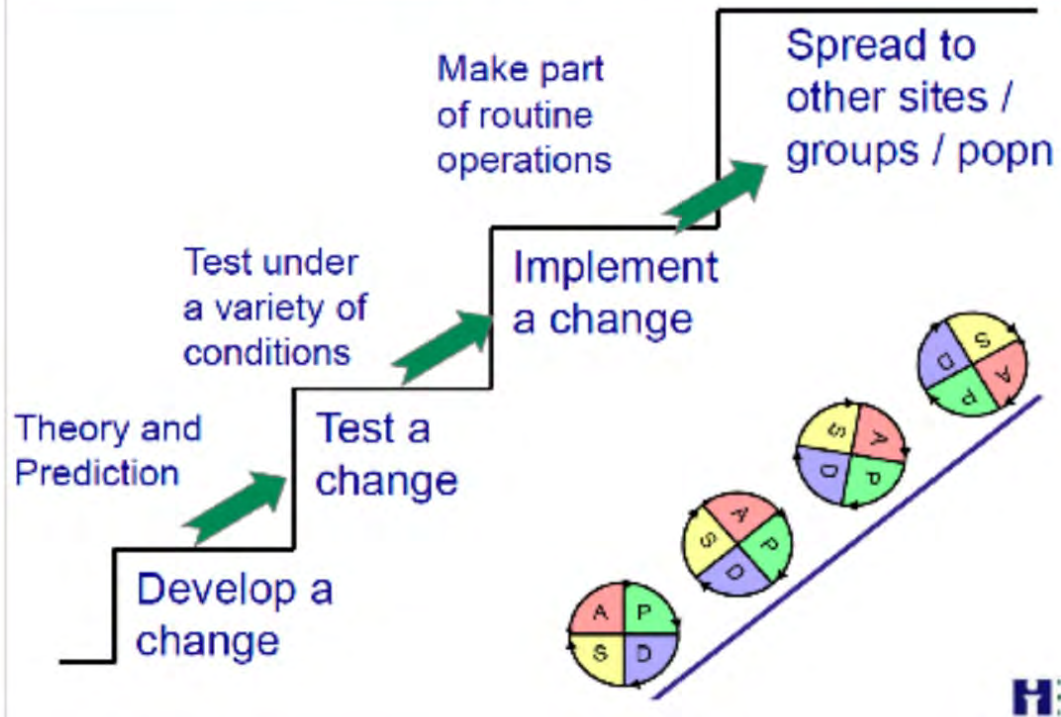 Make part
of routine
operations
Spread to
other sites /
groups / popn
Test under
a variety of
conditions
Implement
a change
Theory and
Prediction
Test a
change
Develop a
change
S
D A
P
S A
D P
A
S P
D
A P
S D
H